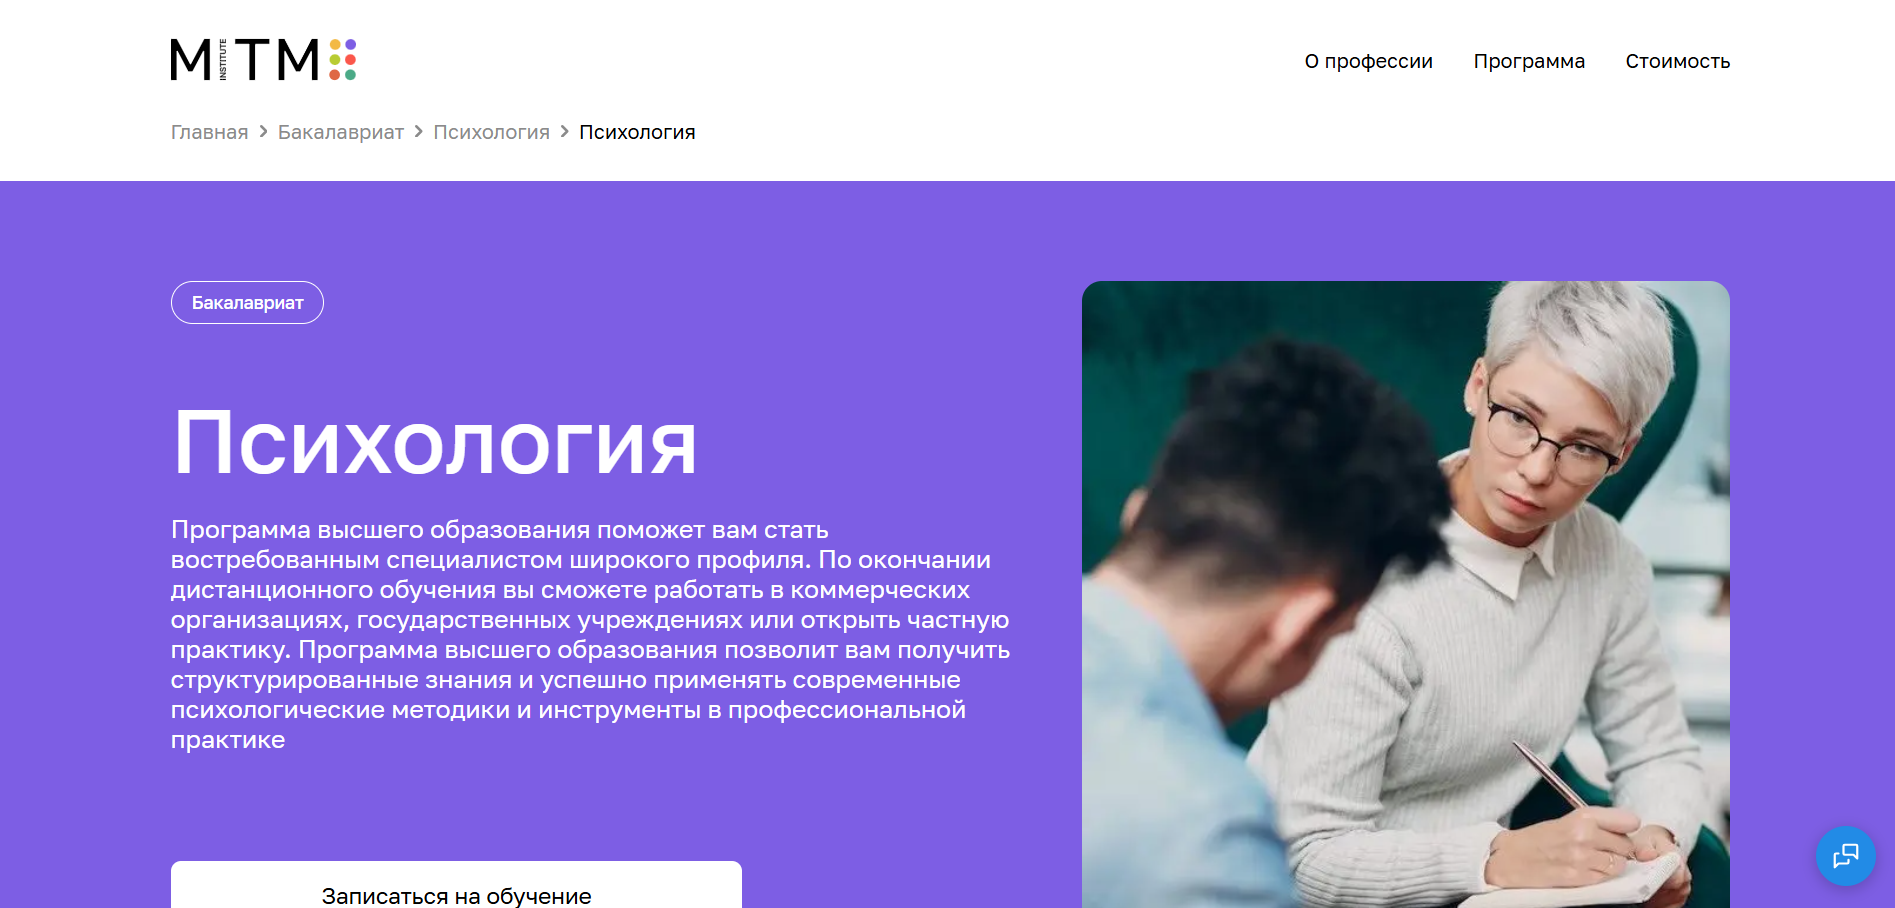 MITM INSTITUTE
О профессии Программа Стоимость
Главная > Бакалавриат > Психология > Психология
Бакалавриат
Психология
Программа высшего образования поможет вам стать
востребованным специалистом широкого профиля. По окончании
дистанционного обучения вы сможете работать в коммерческих
организациях, государственных учреждениях или открыть частную
практику. Программа высшего образования позволит вам получить
структурированные знания и успешно применять современные
психологические методики и инструменты в профессиональной
практике
Записаться на обучение